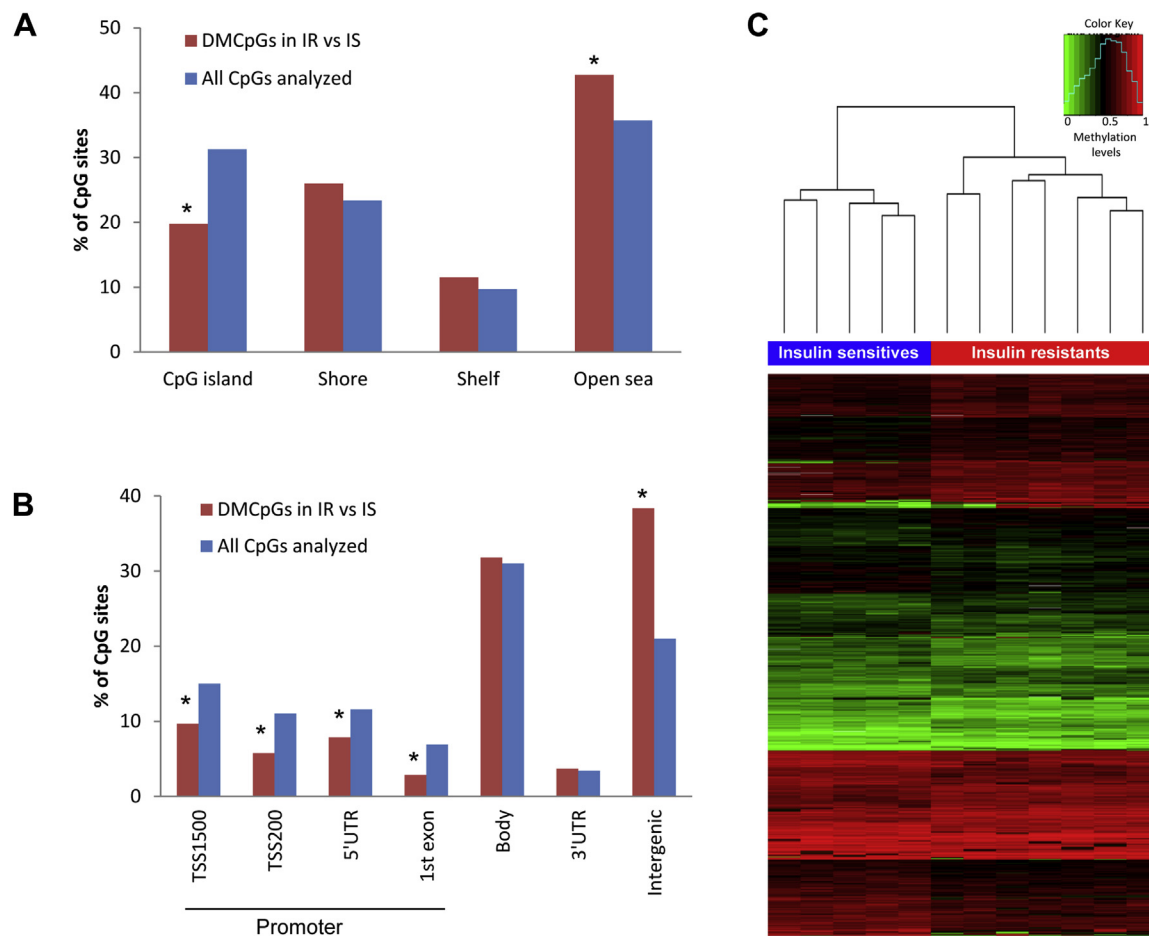 A
% of CpG sites
50
40
30
20
10
0
DMCpGs in IR vs IS
All CpGs analyzed
*
*
CpG island
Shore
Shelf
Open sea
B
% of CpG sites
40
30
20
10
0
DMCpGs in IR vs IS
All CpGs analyzed
*
*
*
*
*
TSS1500
TSS200
5'UTR
1st exon
Body
3'UTR
Intergenic
Promoter
C
Color Key
0 0.5 1
Methylation
levels
Insulin sensitives
Insulin resistants